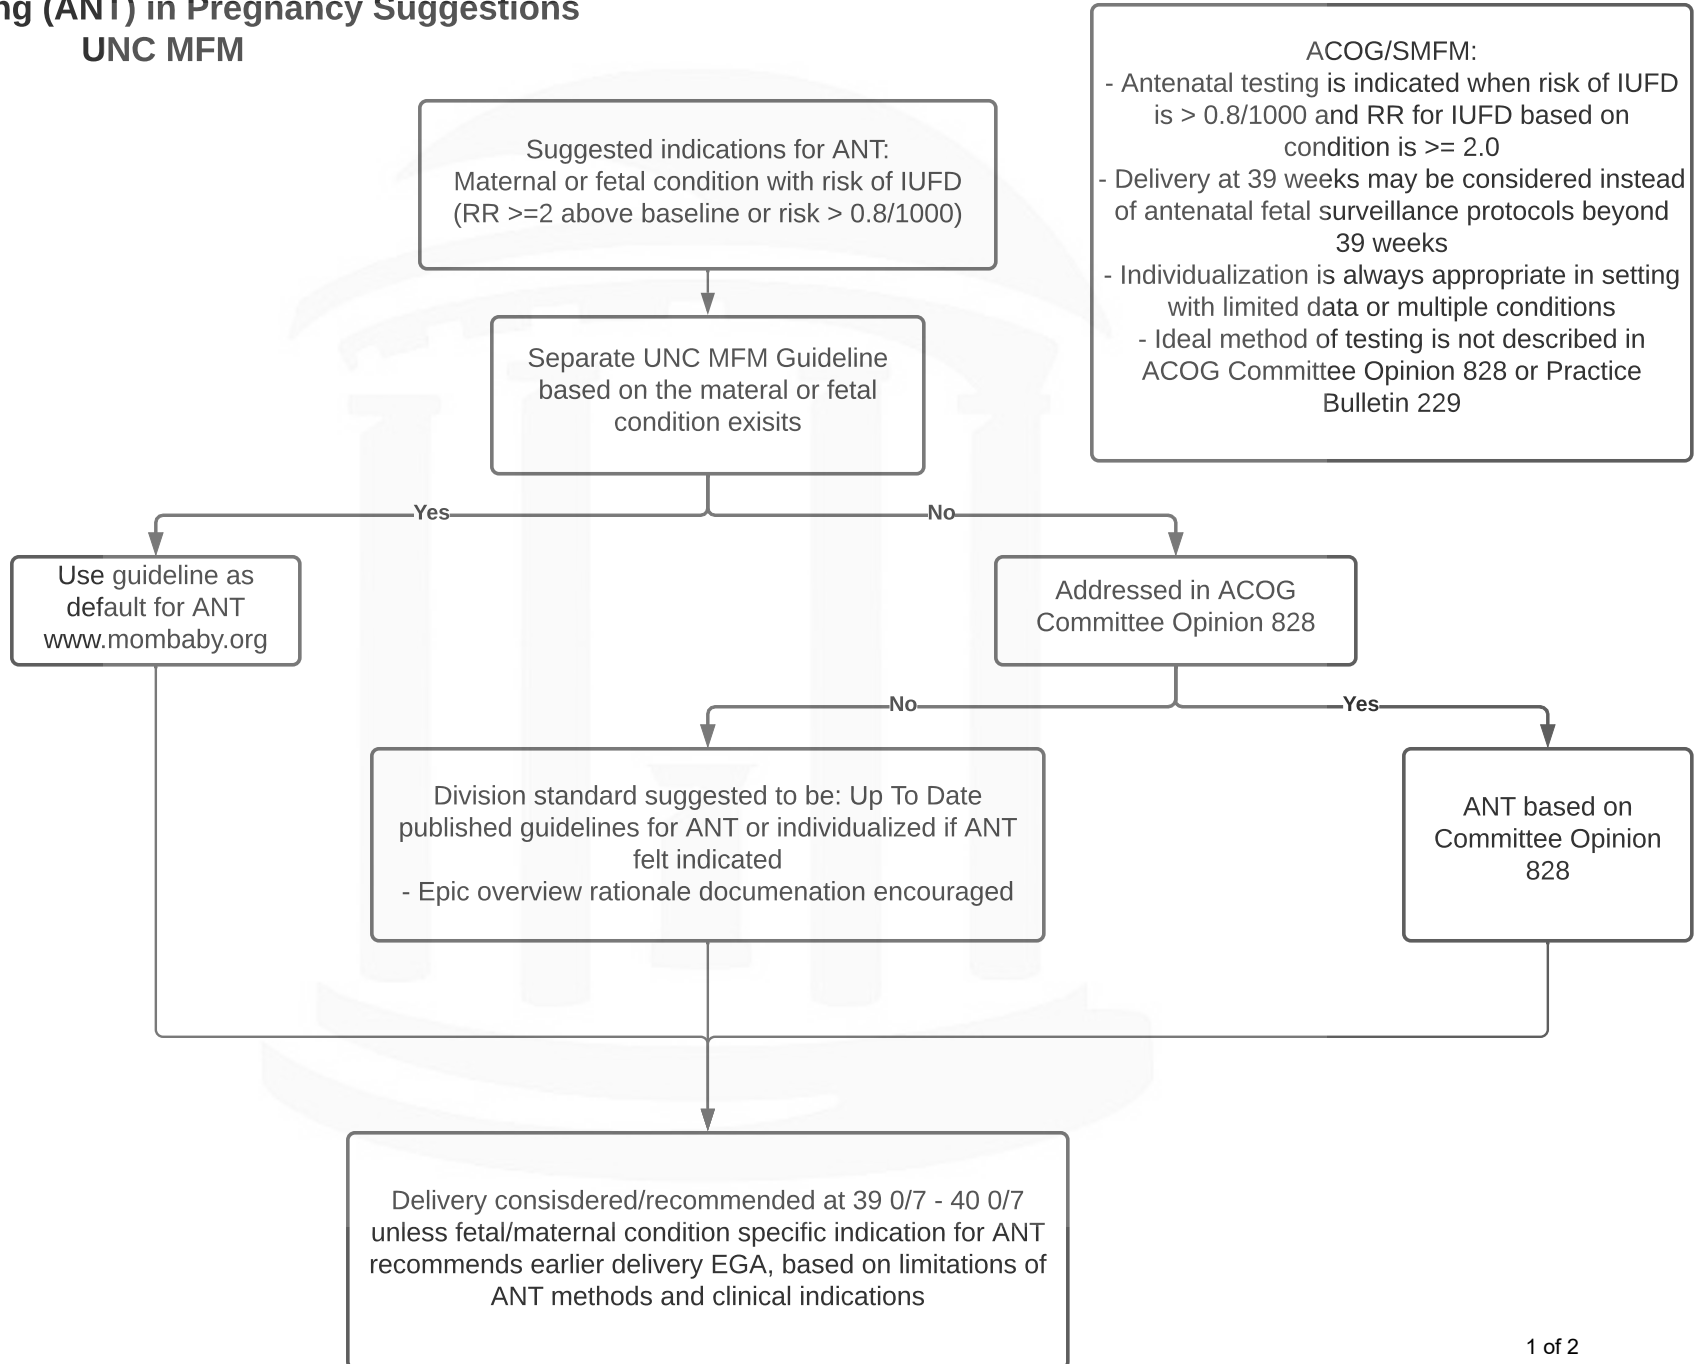 ng (ANT) in Pregnancy Suggestions
UNC MFM
ACOG/SMFM:
- Antenatal testing is indicated when risk of IUFD
is > 0.8/1000 and RR for IUFD based on
condition is >= 2.0
- Delivery at 39 weeks may be considered instead
of antenatal fetal surveillance protocols beyond
39 weeks
- Individualization is always appropriate in setting
with limited data or multiple conditions
- Ideal method of testing is not described in
ACOG Committee Opinion 828 or Practice
Bulletin 229
Suggested indications for ANT:
Maternal or fetal condition with risk of IUFD
(RR >=2 above baseline or risk > 0.8/1000)
Separate UNC MFM Guideline
based on the materal or fetal
condition exisits
Yes
No
Use guideline as
default for ANT
www.mombaby.org
Addressed in ACOG
Committee Opinion 828
No
Yes
Division standard suggested to be: Up To Date
published guidelines for ANT or individualized if ANT
felt indicated
- Epic overview rationale documenation encouraged
ANT based on
Committee Opinion
828
Delivery consisdered/recommended at 39 0/7 - 40 0/7
unless fetal/maternal condition specific indication for ANT
recommends earlier delivery EGA, based on limitations of
ANT methods and clinical indications
1 of 2